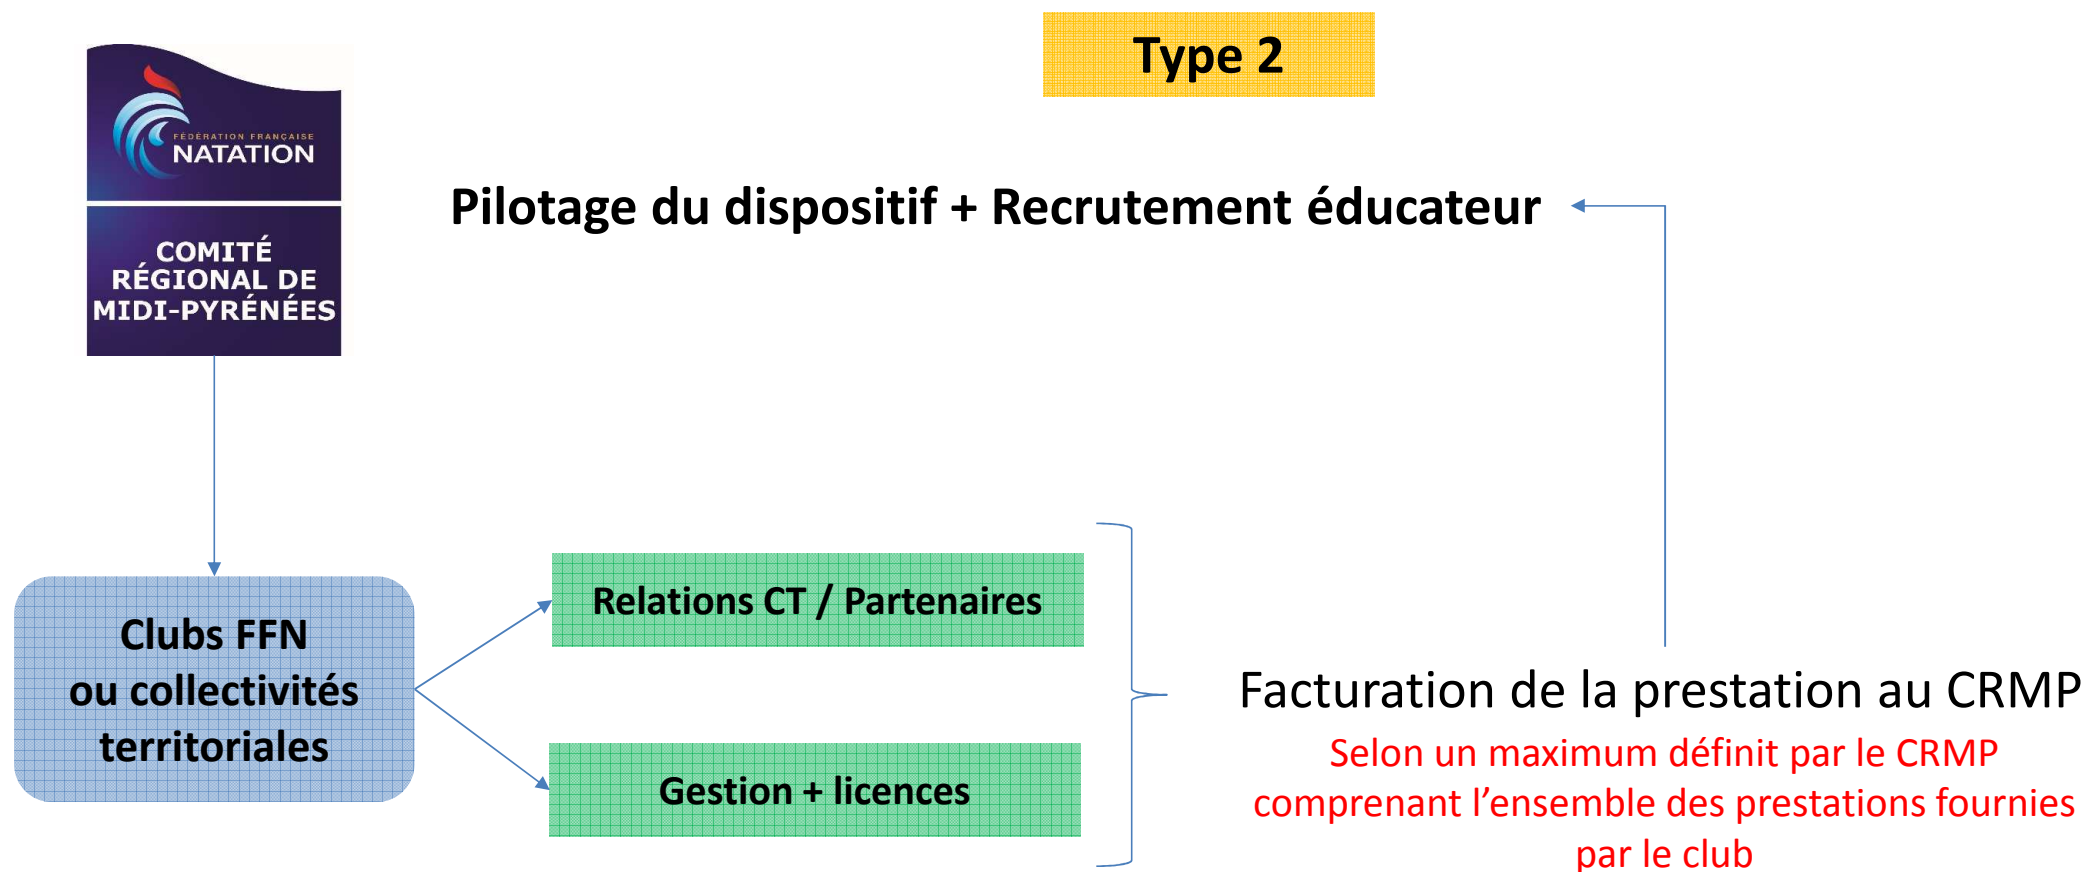 Type 2
FÉDÉRATION FRANÇAISE
NATATION
COMITÉ
RÉGIONAL DE
MIDI-PYRÉNÉES
Pilotage du dispositif + Recrutement éducateur
Clubs FFN
ou collectivités
territoriales
Relations CT / Partenaires
Gestion + licences
Facturation de la prestation au CRMP
Selon un maximum définit par le CRMP
comprenant l’ensemble des prestations fournies
par le club